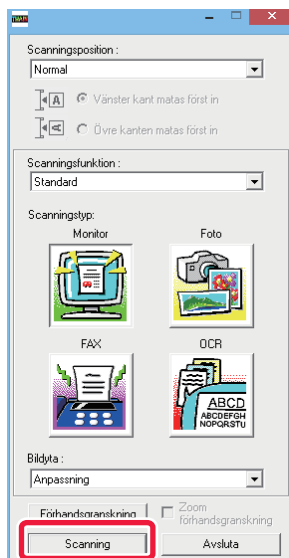 Scanningsposition :
Normal
A Vänster kant matas först in
A Övre kanten matas först in
Scanningsfunktion :
Standard
Scanningstyp:
Monitor Foto
FAX OCR
ABCD
ABCDEFGH
NOPQRSTU
Bildyta :
Anpassning
Förhandsgranskning Zoom förhandsgranskning
Scanning Avsluta